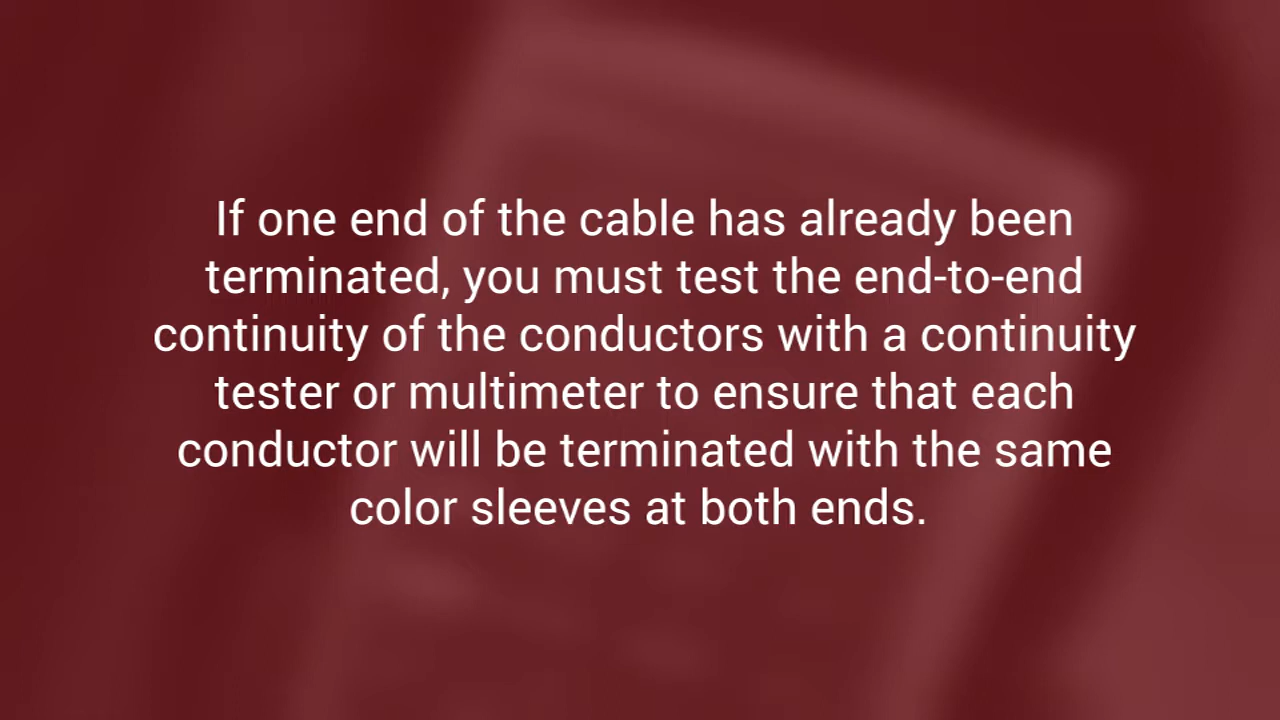 If one end of the cable has already been
terminated, you must test the end-to-end
continuity of the conductors with a continuity
tester or multimeter to ensure that each
conductor will be terminated with the same
color sleeves at both ends.